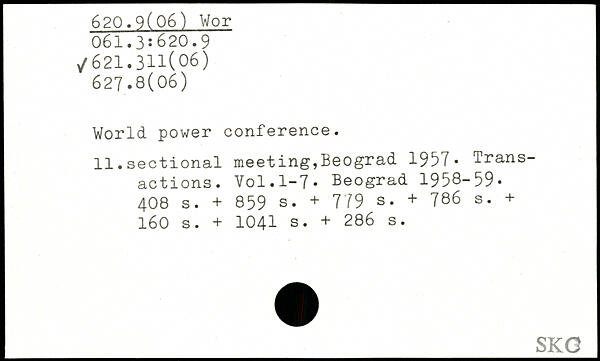 620.9(06) Wor
061.3:620.9
✓621.311(06)
627.8(06)
World power conference.
11.sectional meeting,Beograd 1957. Trans-
actions. Vol.1-7. Beograd 1958-59.
408 s. + 859 s. + 779 s. + 786 s. +
160 s. + 1041 s. + 286 s.